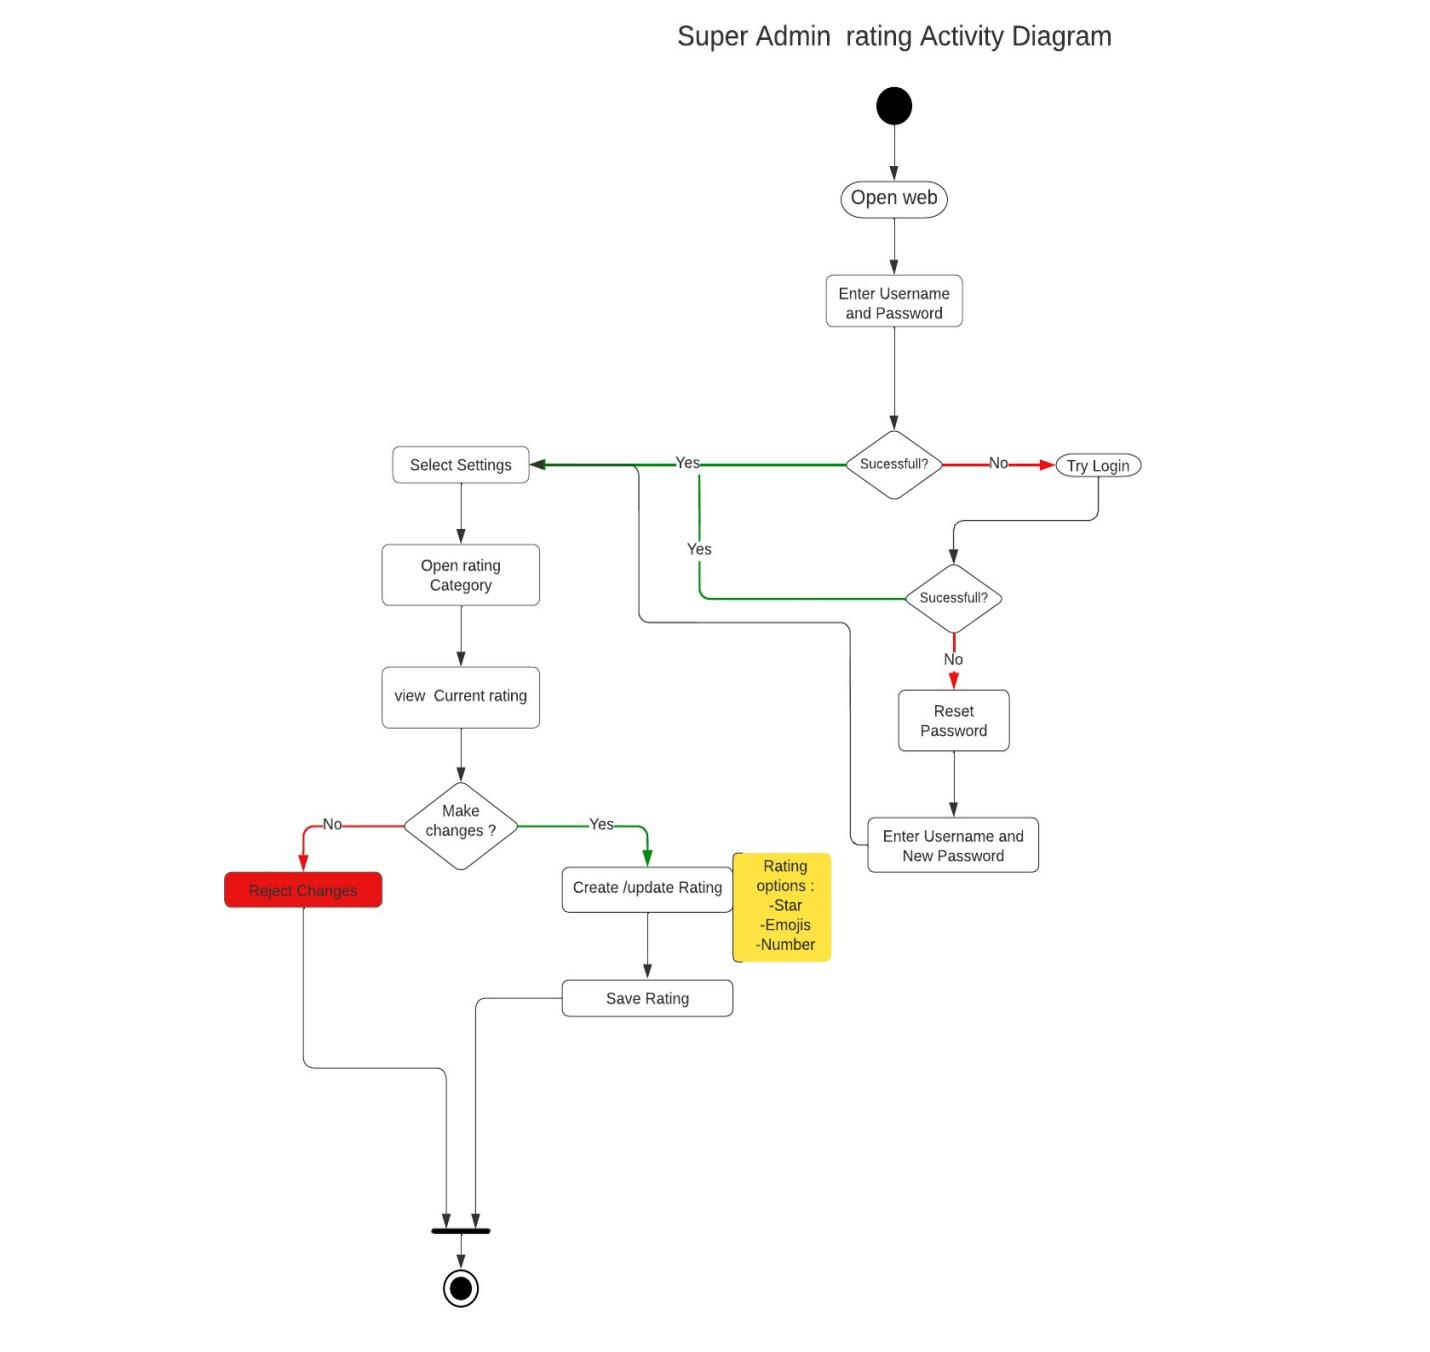 Super Admin  rating Activity Diagram
Open web
Enter Username
and Password
Select Settings
Yes
Sucessfull?
No
Try Login
Yes
Sucessfull?
No
Open rating
Category
view  Current rating
Reset
Password
Make
changes ?
No
Yes
Enter Username and
New Password
Reject Changes
Create /update Rating
Rating
options :
-Star
-Emojis
-Number
Save Rating